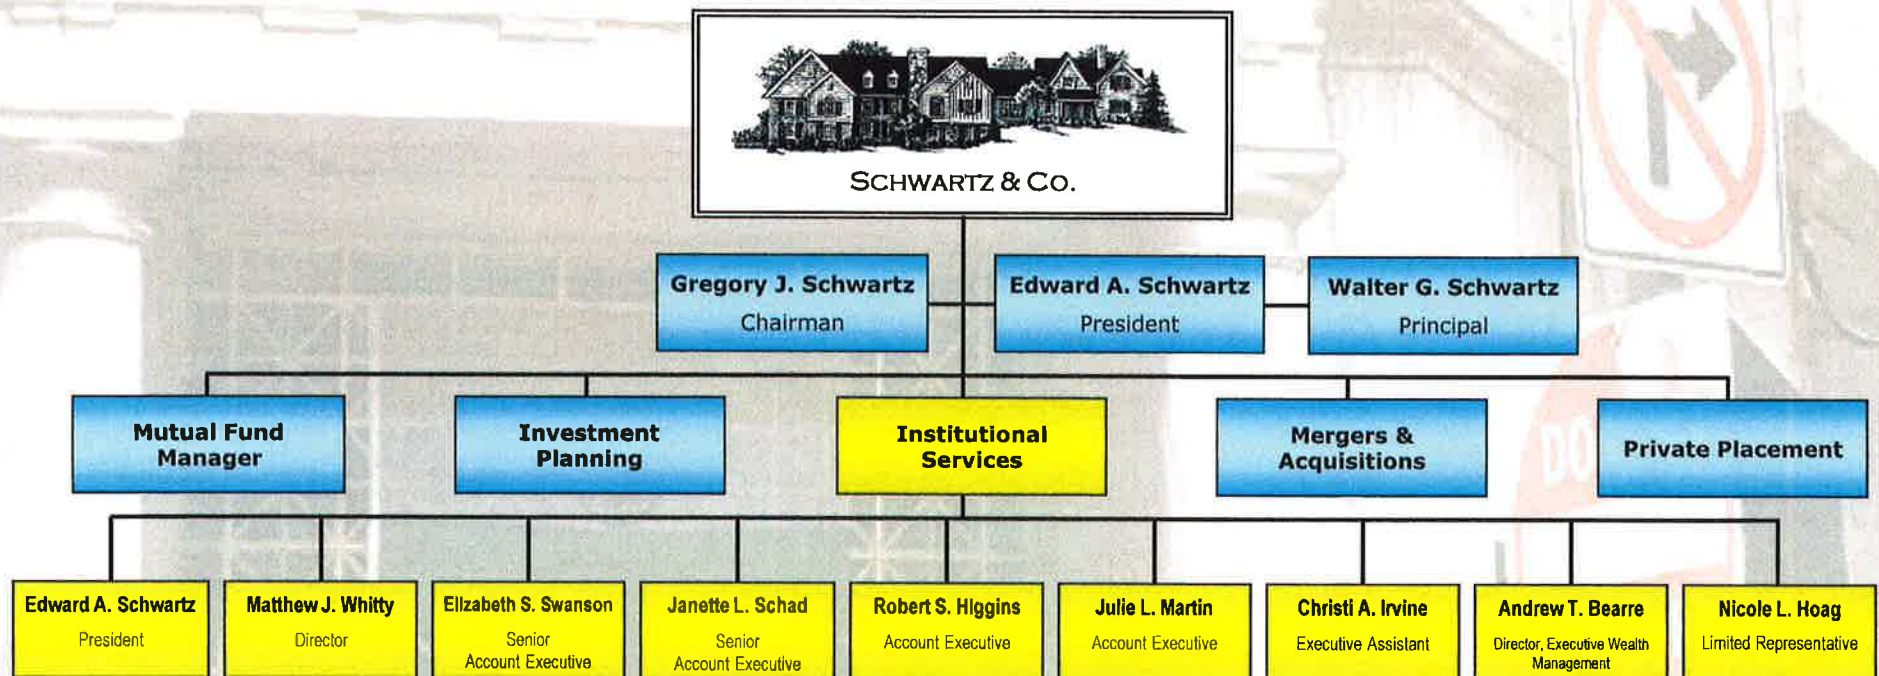 SCHWARTZ & CO.
Gregory J. Schwartz
Chairman
Edward A. Schwartz
President
Walter G. Schwartz
Principal
Mutual Fund
Manager
Investment
Planning
Institutional
Services
Mergers &
Acquisitions
Private Placement
Edward A. Schwartz
President
Matthew J. Whitty
Director
Elizabeth S. Swanson
Senior
Account Executive
Janette L. Schad
Senior
Account Executive
Robert S. Higgins
Account Executive
Julie L. Martin
Account Executive
Christi A. Irvine
Executive Assistant
Andrew T. Bearre
Director, Executive Wealth
Management
Nicole L. Hoag
Limited Representative